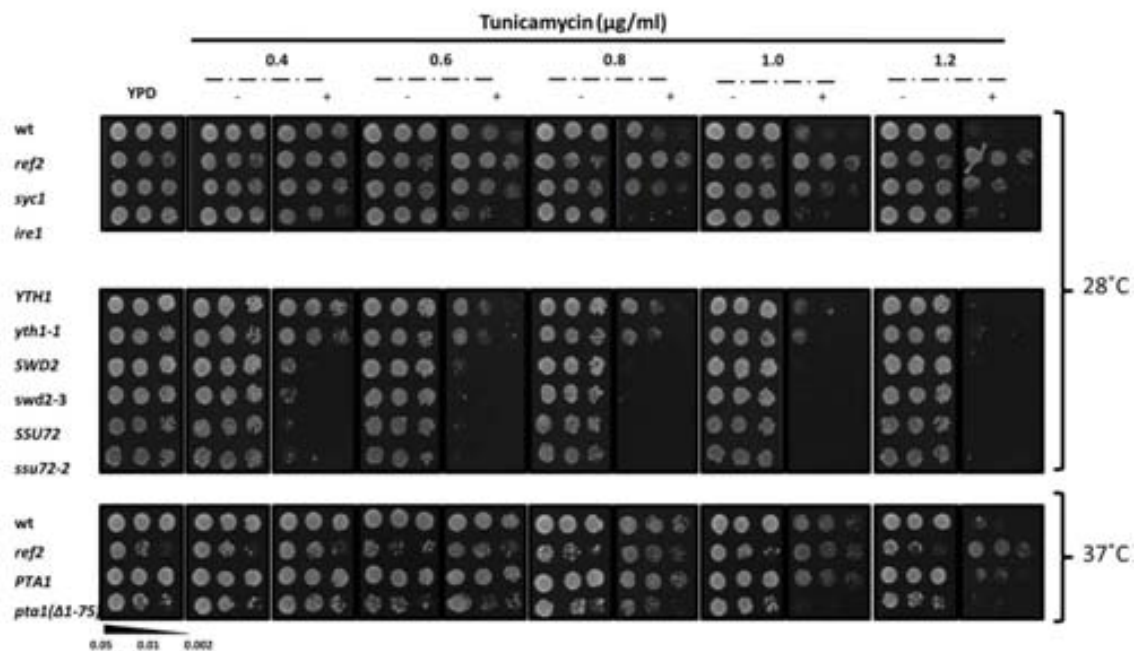 Tunicamycin (µg/ml)
0.4 0.6 0.8 1.0 1.2
YPD - + - + - + - + - +
wt
ref2
syc1
ire1
28°C
YTH1
yth1-1
SWD2
swd2-3
SSU72
ssu72-2
wt
ref2
37°C
PTA1
pta1(Δ1-75)
0.05 0.01 0.002